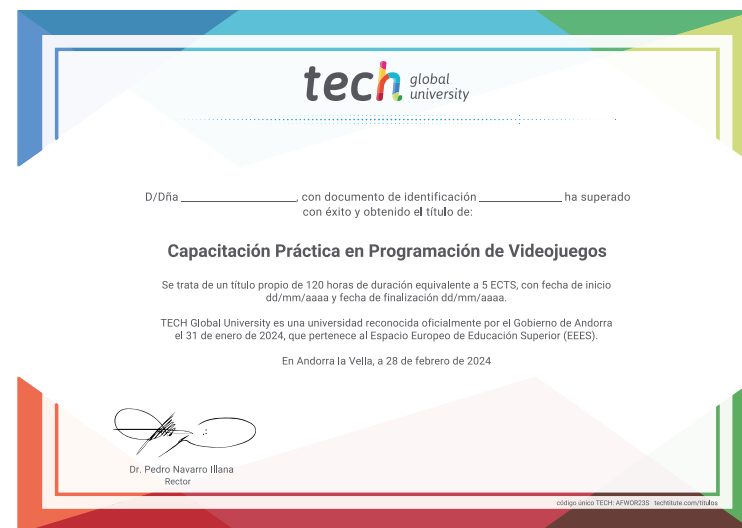 tech global university
D/Dña ______________, con documento de identificación ______________ ha superado
con éxito y obtenido el título de:
Capacitación Práctica en Programación de Videojuegos
Se trata de un título propio de 120 horas de duración equivalente a 5 ECTS, con fecha de inicio
dd/mm/aaaa y fecha de finalización dd/mm/aaaa.
TECH Global University es una universidad reconocida oficialmente por el Gobierno de Andorra
el 31 de enero de 2024, que pertenece al Espacio Europeo de Educación Superior (EEES).
En Andorra la Vella, a 28 de febrero de 2024
Dr. Pedro Navarro Illana
Rector
código único TECH: AFWOR23S techtitute.com/titulos